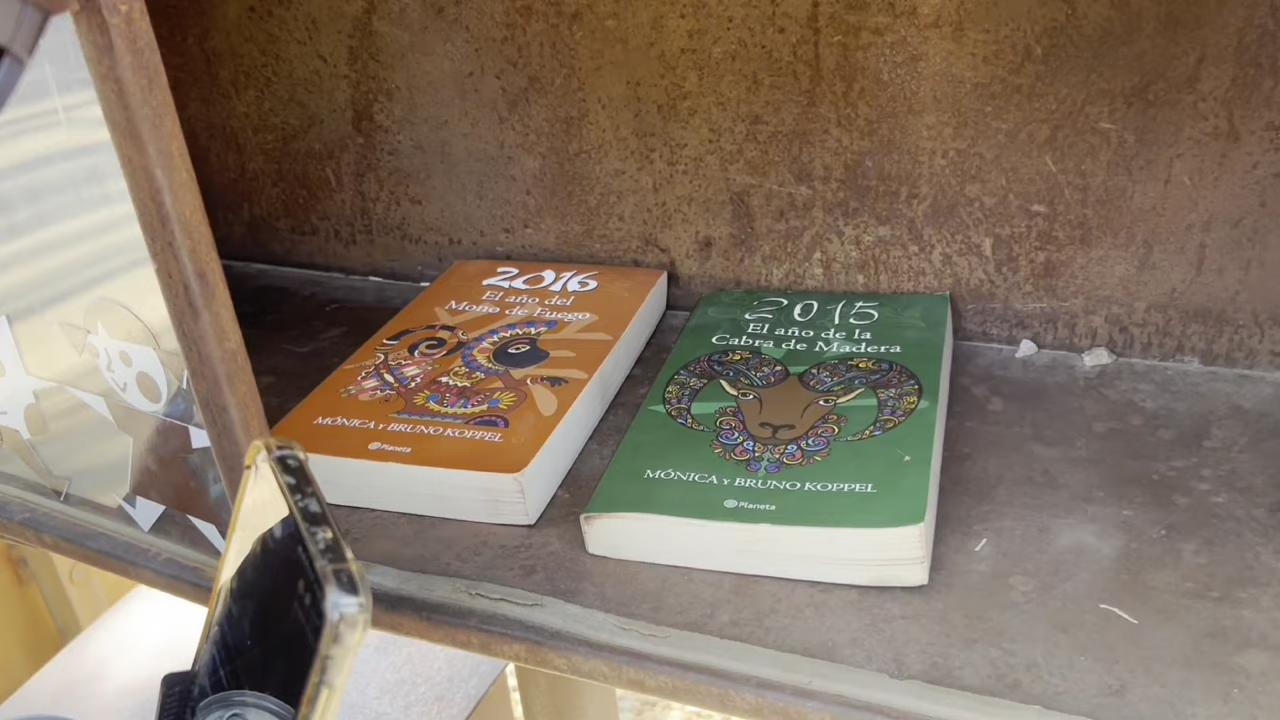 2016
El año del
Mono de Fuego
MÓNICA Y BRUNO KOPPEL
Planeta
2015
El año de la
Cabra de Madera
MÓNICA Y BRUNO KOPPEL
Planeta